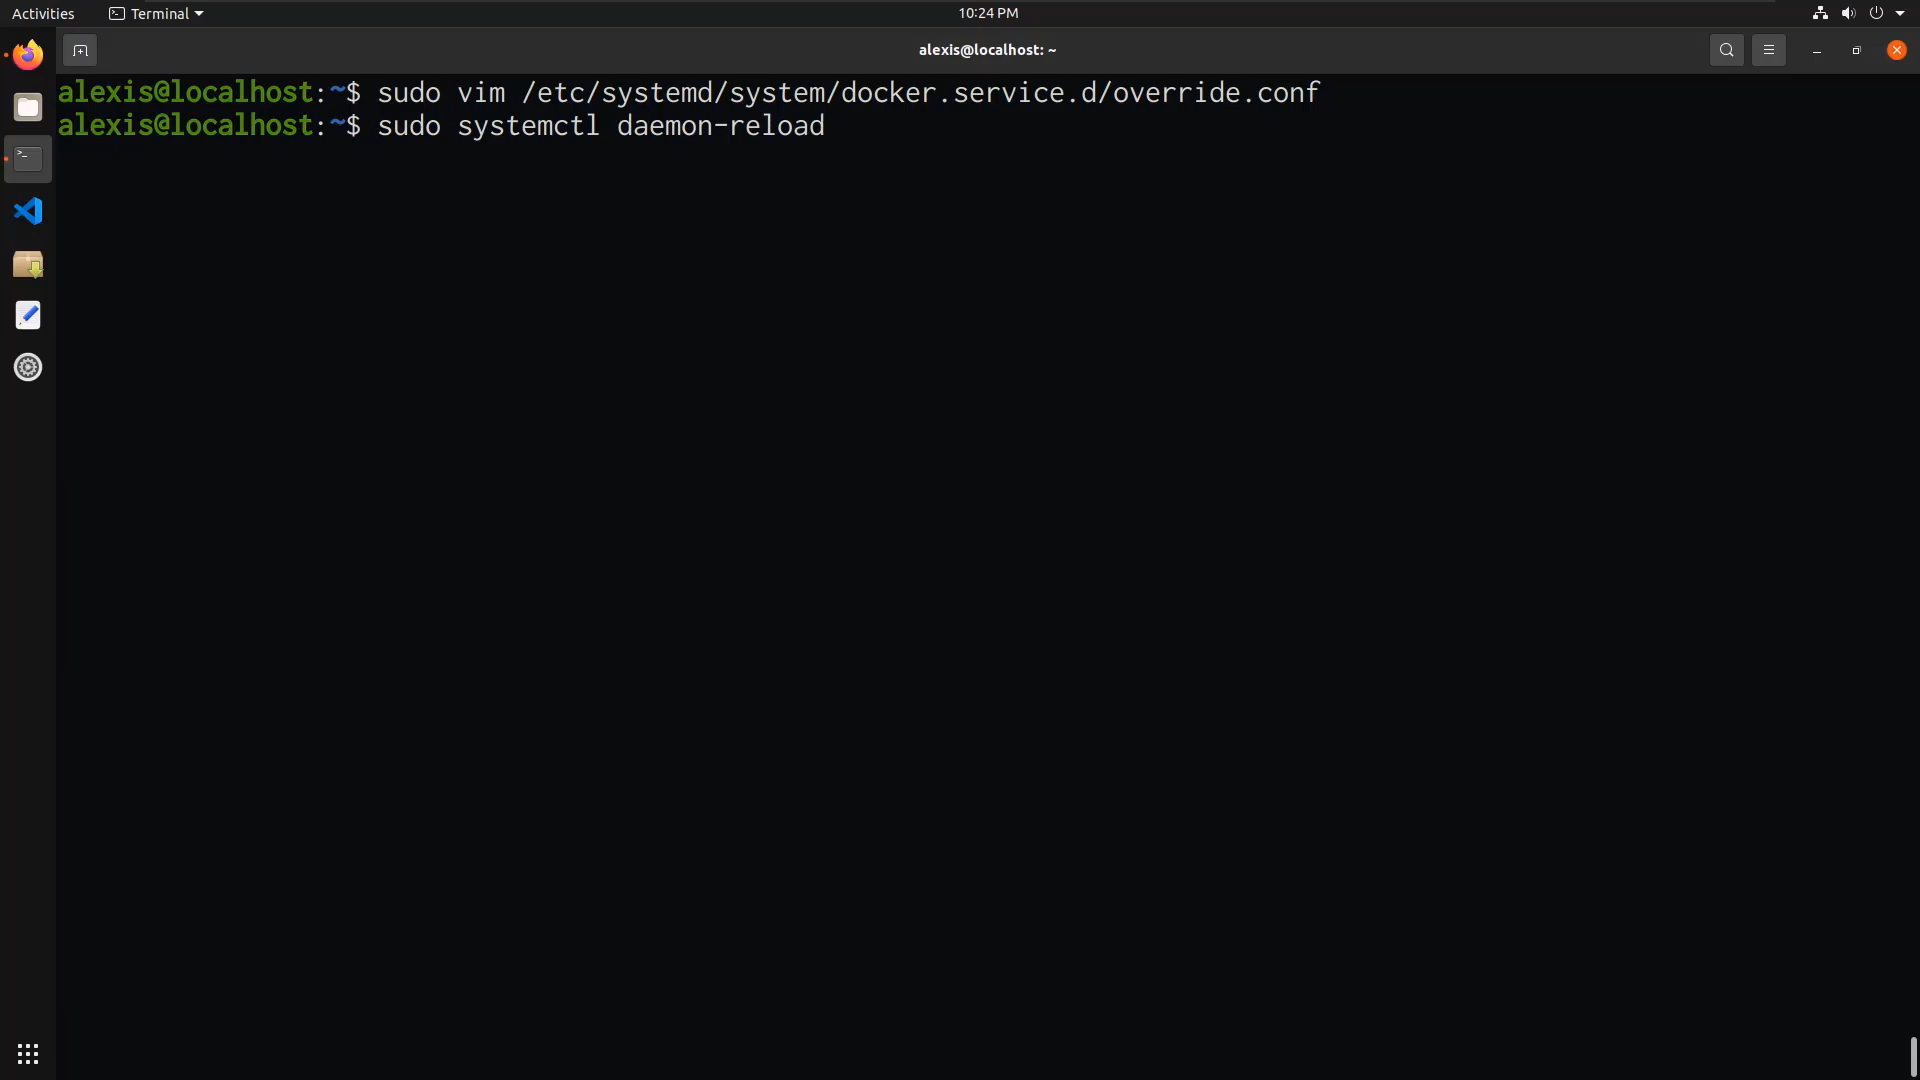 Activities Terminal 10:24 PM
alexis@localhost: ~
alexis@localhost:~$ sudo vim /etc/systemd/system/docker.service.d/override.conf
alexis@localhost:~$ sudo systemctl daemon-reload